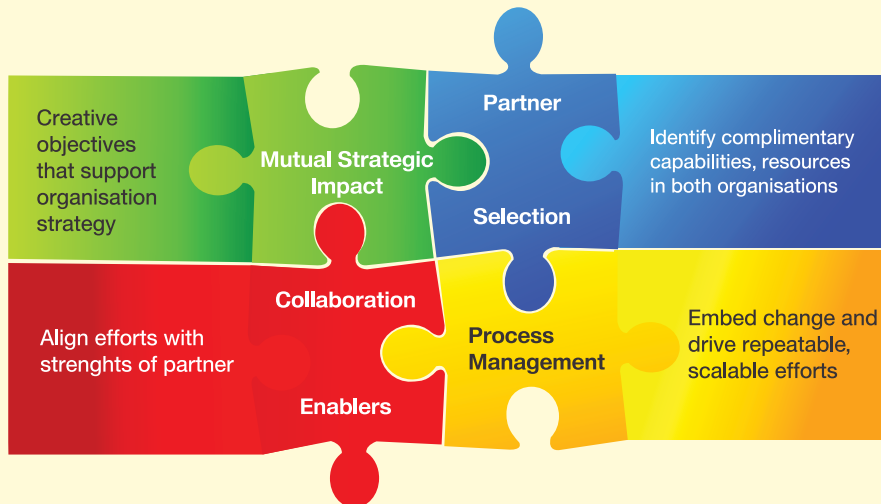 Creative
objectives
that support
organisation
strategy
Mutual Strategic
Impact
Partner
Selection
Identify complimentary
capabilities, resources
in both organisations
Align efforts with
strenghts of partner
Collaboration
Enablers
Process
Management
Embed change and
drive repeatable,
scalable efforts